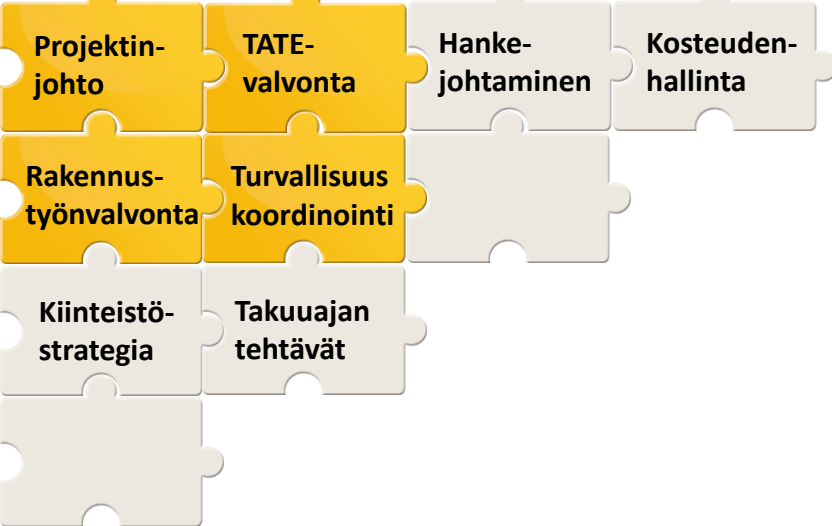 Projektin-
johto
TATE-
valvonta
Hanke-
johtaminen
Kosteuden-
hallinta
Rakennus-
työnvalvonta
Turvallisuus
koordinointi
Kiinteistö-
strategia
Takuuajan
tehtävät